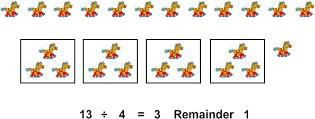 13 ÷ 4 = 3 Remainder 1